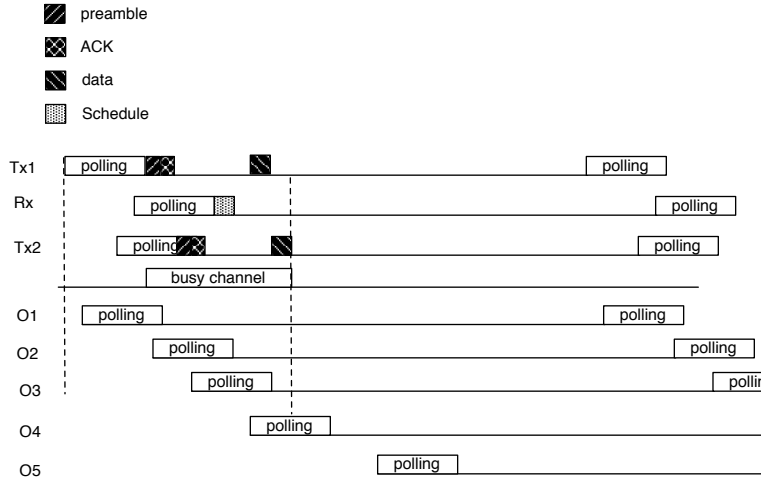 preamble
ACK
data
Schedule
Tx1 polling polling
Rx polling polling
Tx2 polling polling
busy channel
O1 polling polling
O2 polling polling
O3 polling pollin
O4 polling
O5 polling